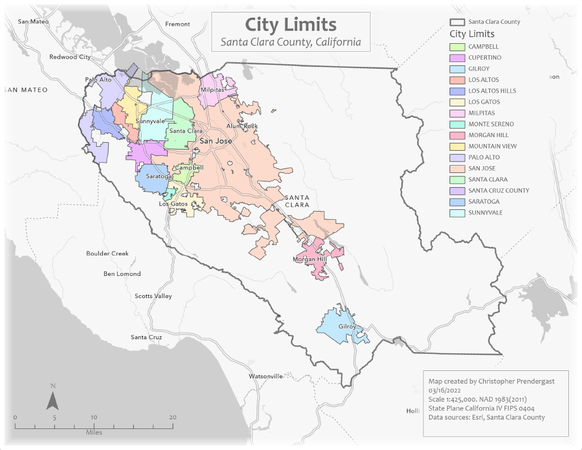 City Limits
Santa Clara County, California
San Mateo
Fremont
Redwood City
Palo Alto
Milpitas
AN MATEO
Sunnyvale
Santa Clara
Alum Rock
San Jose
Campbell
Saratoga
Los Gatos
SANTA
CLARA
Boulder Creek
Ben Lomond
Morgan Hill
Scotts Valley
Santa Cruz
Gilroy
Watsonville
Holli
Santa Clara County
City Limits
CAMPBELL
CUPERTINO
GILROY
LOS ALTOS
LOS ALTOS HILLS
LOS GATOS
MILPITAS
MONTE SERENO
MORGAN HILL
MOUNTAIN VIEW
PALO ALTO
SAN JOSE
SANTA CLARA
SANTA CRUZ COUNTY
SARATOGA
SUNNYVALE
N
0 5 10 20
Miles
Map created by Christopher Prendergast
03/16/2022
Scale 1:425,000, NAD 1983(2011)
State Plane California IV FIPS 0404
Data sources: Esri, Santa Clara County